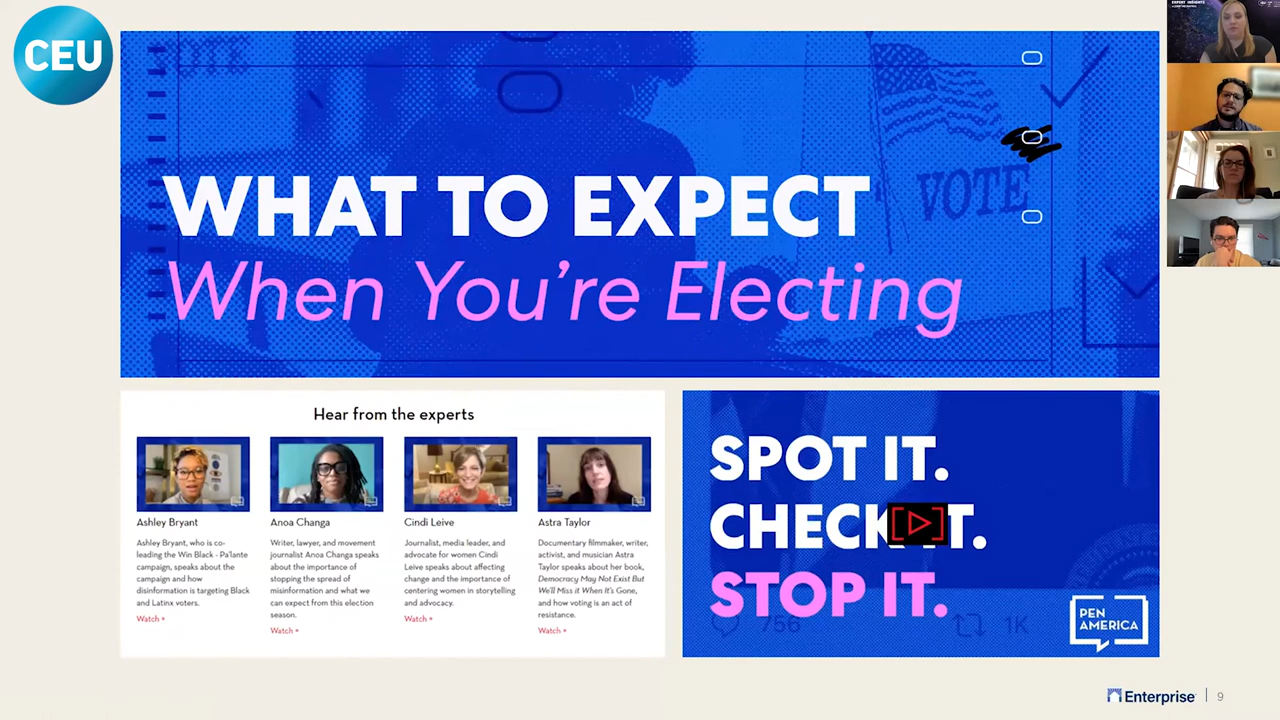 CEU
EXPERT INSIGHTS
VOTE
VOTE
WHAT TO EXPECT
When You're Electing
Hear from the experts
Ashley Bryant
Ashley Bryant, who is co-
leading the Win Black - Pa'lante
campaign, speaks about the
campaign and how
disinformation is targeting Black
and Latinx voters.
Watch »
Anoa Changa
Writer, lawyer, and movement
journalist Anoa Changa speaks
about the importance of
stopping the spread of
misinformation and what we
can expect from this election
season.
Watch »
Cindi Leive
Journalist, media leader, and
advocate for women Cindi
Leive speaks about affecting
change and the importance of
centering women in storytelling
and advocacy.
Watch »
Astra Taylor
Documentary filmmaker, writer,
activist, and musician Astra
Taylor speaks about her book,
Democracy May Not Exist But
We'll Miss it When It's Gone,
and how voting is an act of
resistance.
Watch »
SPOT IT.
CHECK IT.
STOP IT.
756
1K
PEN
AMERICA
Enterprise
9